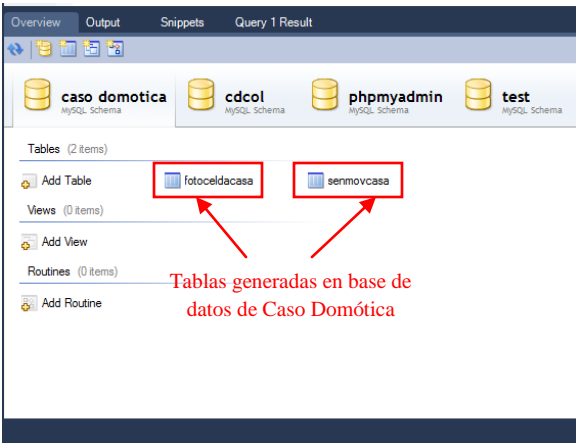 Overview Output Snippets Query 1 Result
caso domotica cdcol phpmyadmin test
MySQL Schema MySQL Schema MySQL Schema MySQL Schema
Tables (2 items)
Add Table fotoceldacasa senmovcasa
Views (0 items)
Add View
Routines (0 items)
Add Routine
Tablas generadas en base de
datos de Caso Domótica